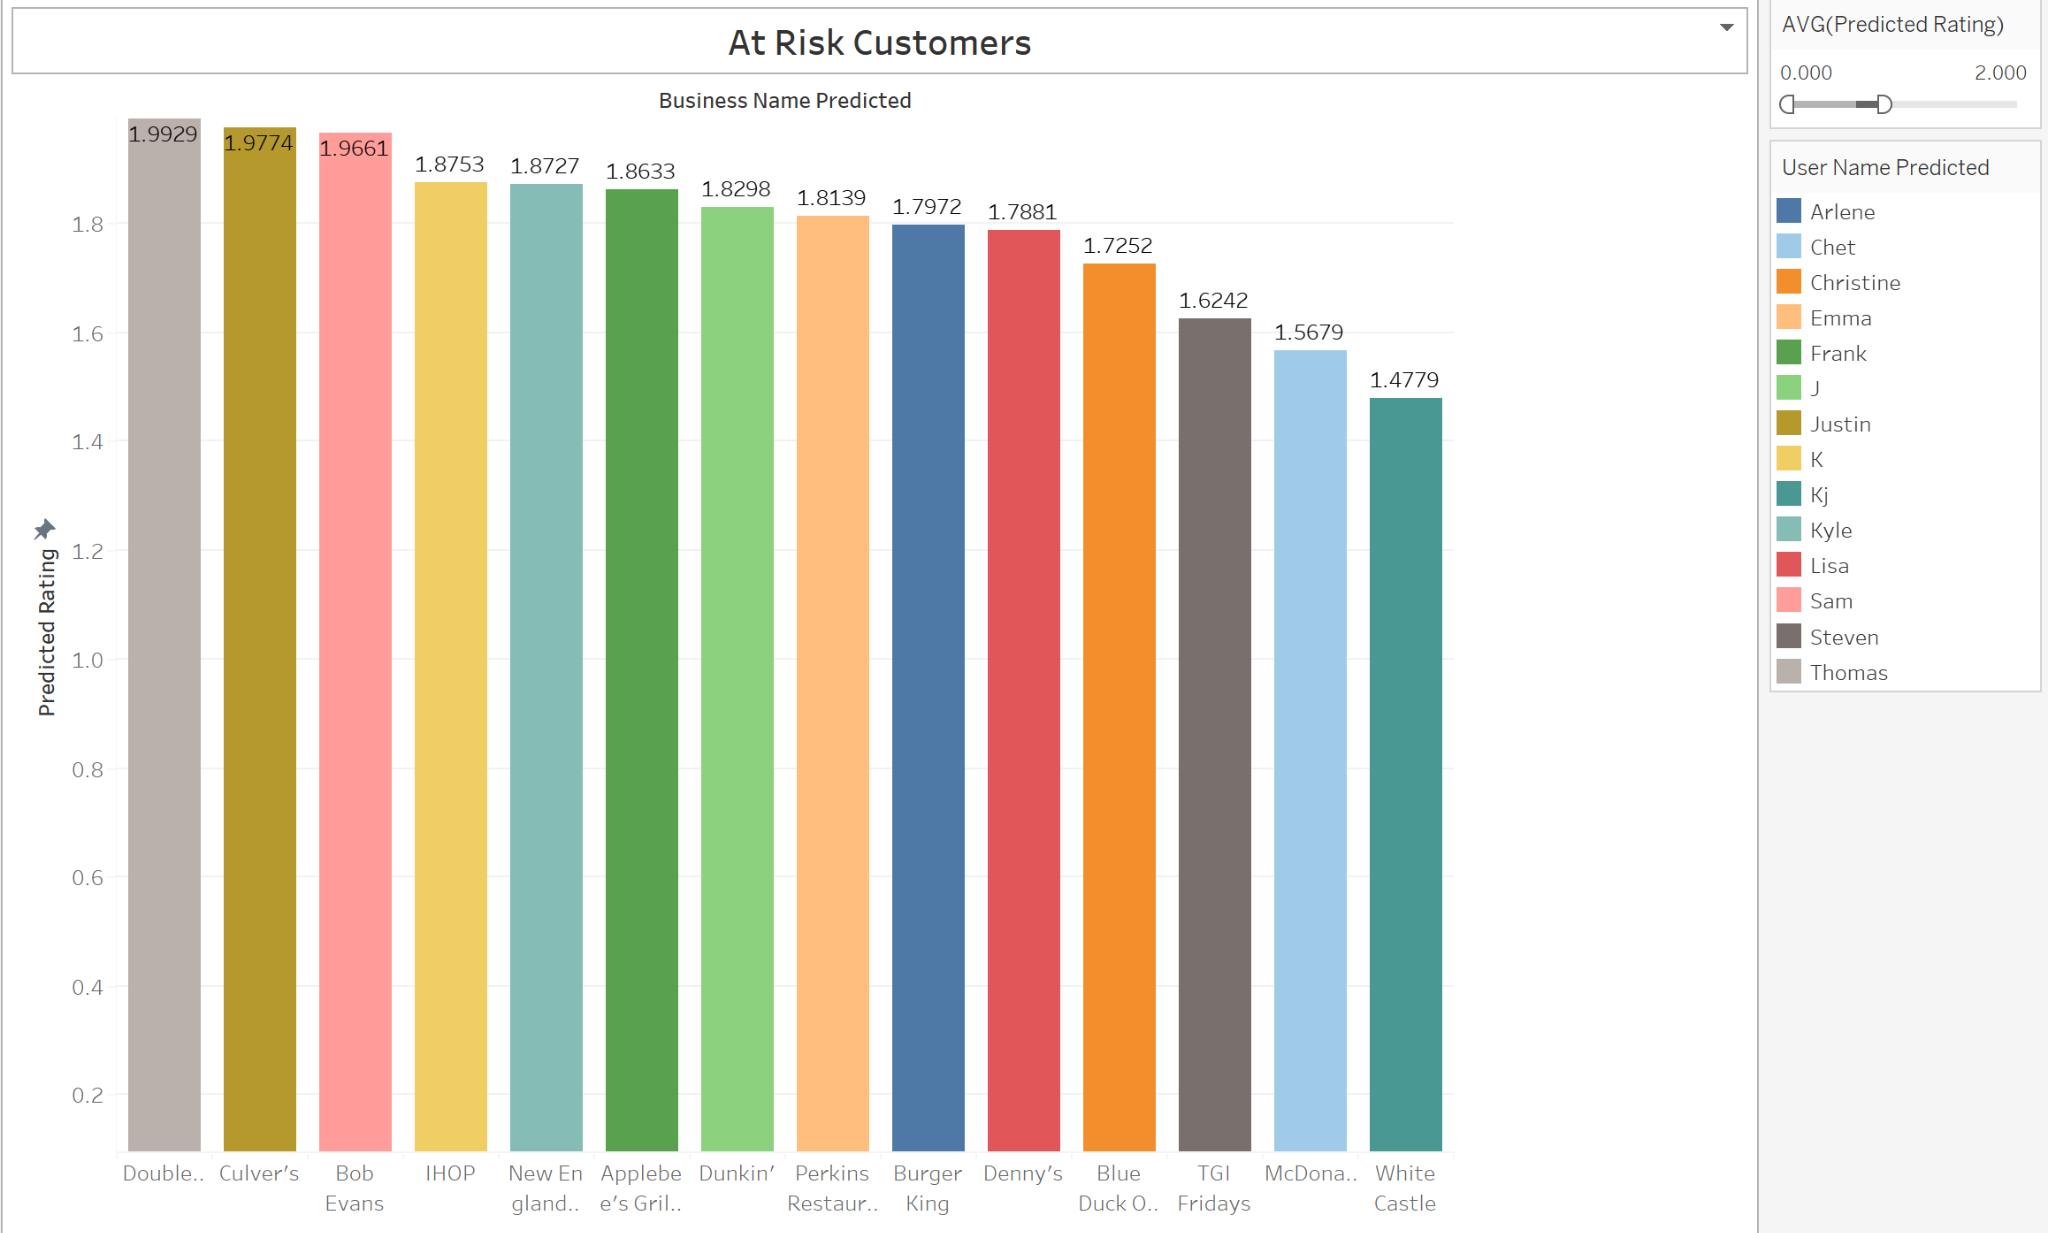 At Risk Customers
Business Name Predicted
1.9929
1.9774
1.9661
1.8753
1.8727
1.8633
1.8298
1.8139
1.7972
1.7881
1.7252
1.6242
1.5679
1.4779
Predicted Rating
1.8
1.6
1.4
1.2
1.0
0.8
0.6
0.4
0.2
Double..
Culver's
Bob
Evans
IHOP
New En
gland..
Applebe
e's Gril..
Dunkin'
Perkins
Restaur..
Burger
King
Denny's
Blue
Duck O..
TGI
Fridays
McDona..
White
Castle
AVG(Predicted Rating)
0.000 2.000
User Name Predicted
Arlene
Chet
Christine
Emma
Frank
J
Justin
K
Kj
Kyle
Lisa
Sam
Steven
Thomas